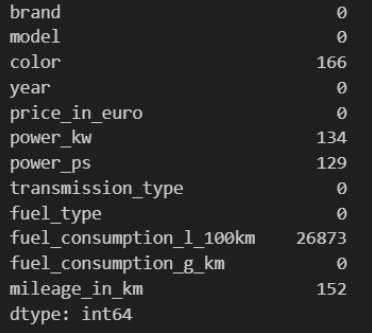 brand 0
model 0
color 166
year 0
price_in_euro 0
power_kw 134
power_ps 129
transmission_type 0
fuel_type 0
fuel_consumption_l_100km 26873
fuel_consumption_g_km 0
mileage_in_km 152
dtype: int64